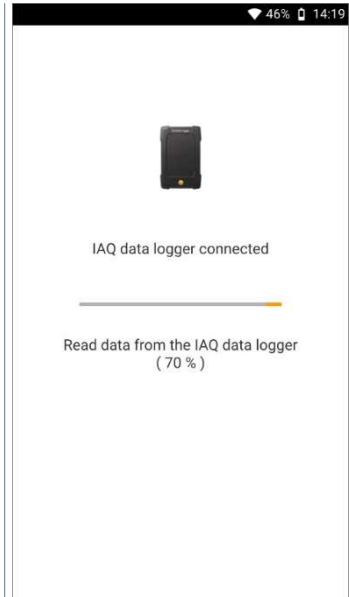 46% 14:19
IAQ data logger connected
Read data from the IAQ data logger
( 70 % )